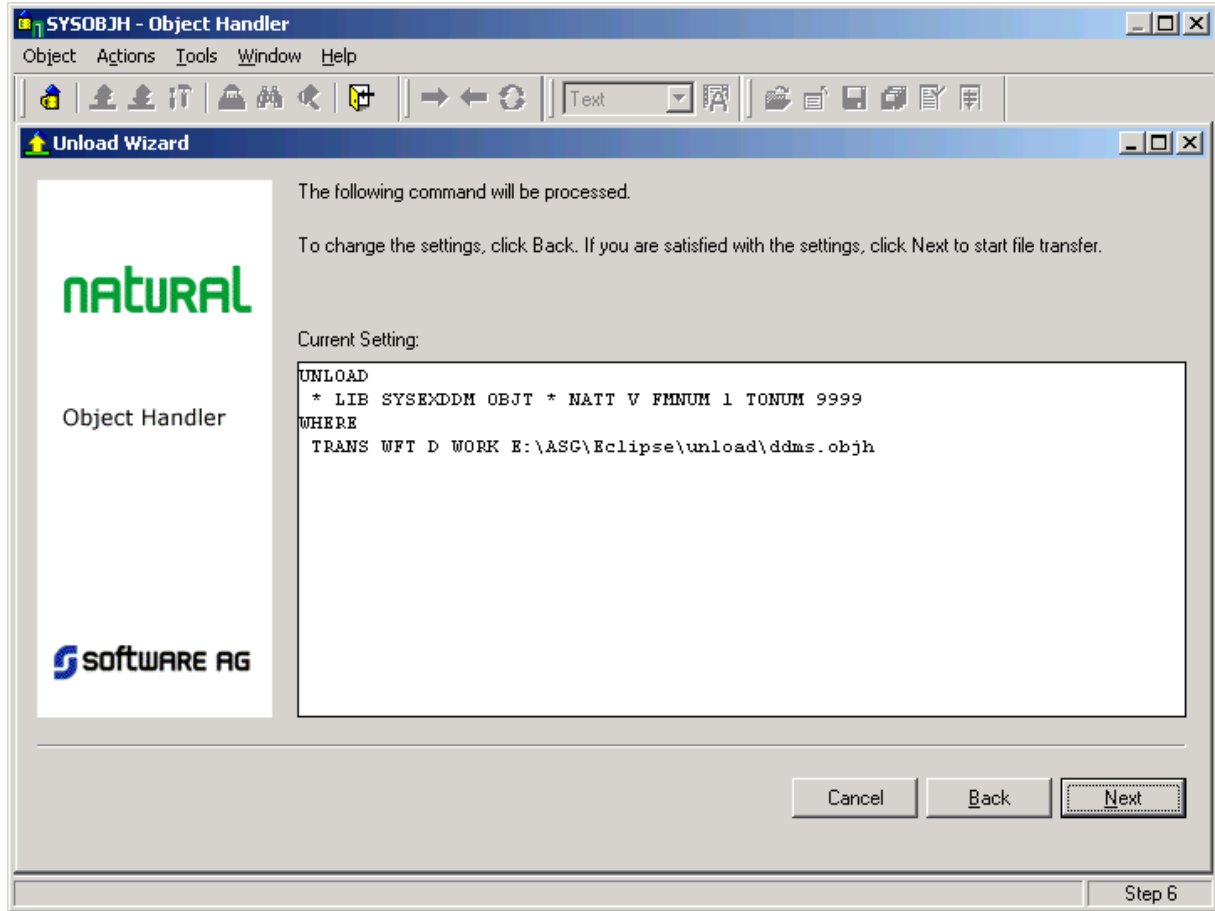 SYSOBJH - Object Handler
Object Actions Tools Window Help
Text
Unload Wizard
The following command will be processed.
To change the settings, click Back. If you are satisfied with the settings, click Next to start file transfer.
natural
Current Setting:
UNLOAD
* LIB SYSEXDDM OBJT * NATT V FMNUM 1 TONUM 9999
WHERE
TRANS WFT D WORK E:\ASG\Eclipse\unload\ddms.objh
Object Handler
software AG
Cancel Back Next
Step 6